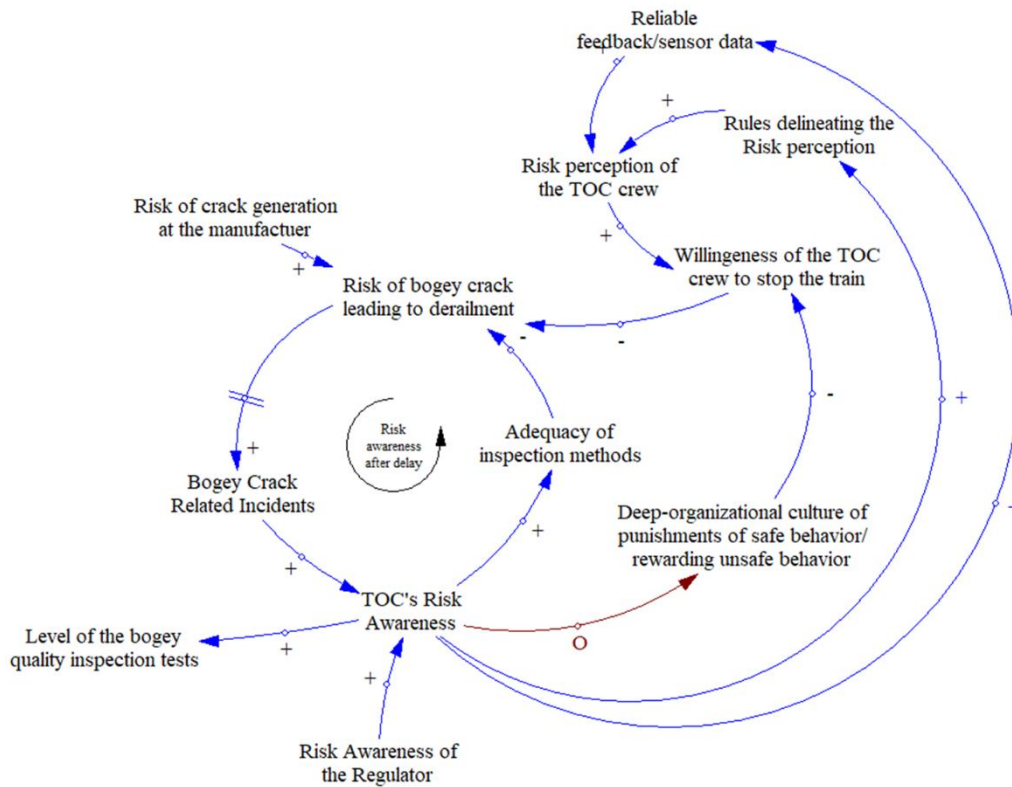 Reliable
feedback/sensor data
+
+
Rules delineating the
Risk perception
Risk perception of
the TOC crew
+
Risk of crack generation
at the manufactuer
+
Willingeness of the TOC
crew to stop the train
Risk of bogey crack
leading to derailment
-
-
-
+
Risk
awareness
after delay
Adequacy of
inspection methods
+
Bogey Crack
Related Incidents
Deep-organizational culture of
punishments of safe behavior/
rewarding unsafe behavior
+
+
+
TOC's Risk
Awareness
O
Level of the bogey
quality inspection tests
+
+
Risk Awareness of
the Regulator